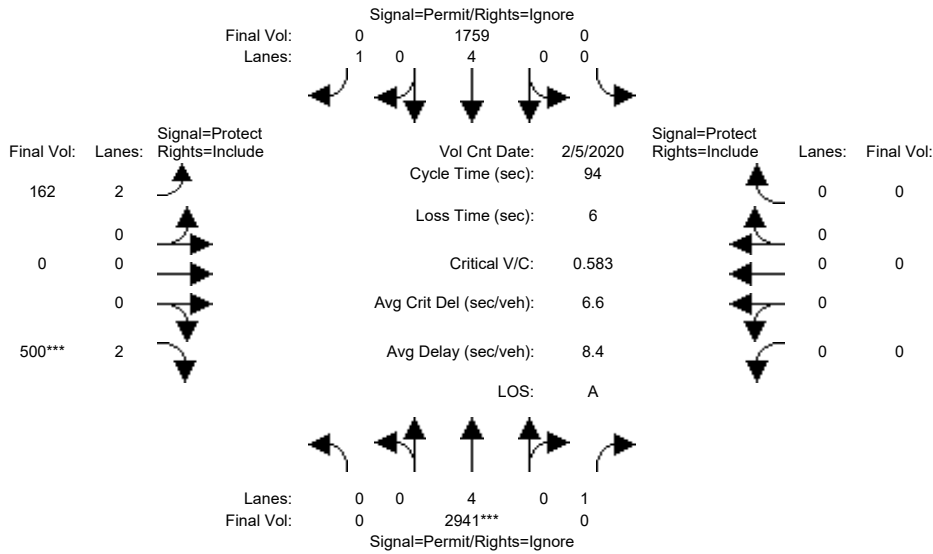 Signal=Permit/Rights=Ignore
Final Vol: 0 1759 0
Lanes: 1 0 4 0 0
Signal=Protect Signal=Protect
Final Vol: Lanes: Rights=Include Vol Cnt Date: 2/5/2020 Rights=Include Lanes: Final Vol:
Cycle Time (sec): 94
162 2 0 0
Loss Time (sec): 6
0 0
0 0 Critical V/C: 0.583 0 0
0 Avg Crit Del (sec/veh): 6.6 0
500*** 2 Avg Delay (sec/veh): 8.4 0 0
LOS: A
Lanes: 0 0 4 0 1
Final Vol: 0 2941*** 0
Signal=Permit/Rights=Ignore